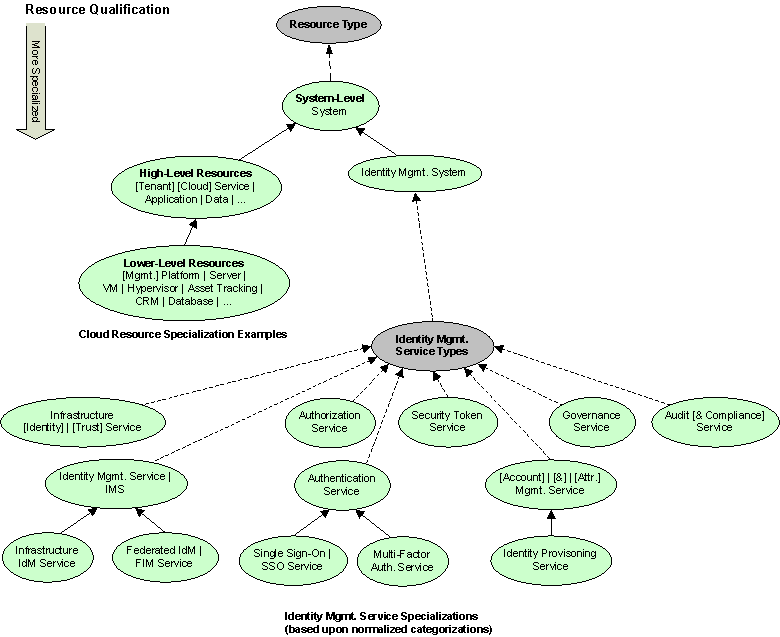 Resource Qualification
More Specialized
Resource Type
System-Level
System
High-Level Resources
[Tenant] [Cloud] Service |
Application | Data | ...
Identity Mgmt. System
Lower-Level Resources
[Mgmt.] Platform | Server |
VM | Hypervisor | Asset Tracking |
CRM | Database | ...
Cloud Resource Specialization Examples
Identity Mgmt.
Service Types
Infrastructure
[Identity] | [Trust] Service
Authorization
Service
Security Token
Service
Governance
Service
Audit [& Compliance]
Service
Identity Mgmt. Service |
IMS
Authentication
Service
[Account] | [&] | [Attr.]
Mgmt. Service
Infrastructure
IdM Service
Federated IdM |
FIM Service
Single Sign-On |
SSO Service
Multi-Factor
Auth. Service
Identity Provisoning
Service
Identity Mgmt. Service Specializations
(based upon normalized categorizations)